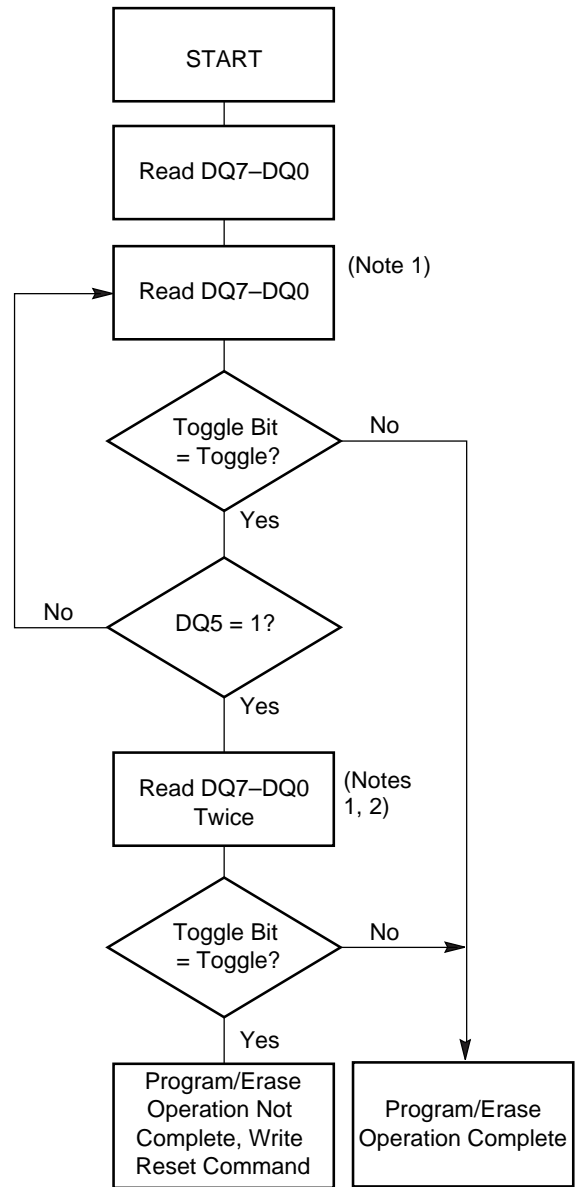 START
Read DQ7–DQ0
Read DQ7–DQ0
(Note 1)
Toggle Bit
= Toggle?
No
Yes
DQ5 = 1?
No
Yes
Read DQ7–DQ0
Twice
(Notes
1, 2)
Toggle Bit
= Toggle?
No
Yes
Program/Erase
Operation Not
Complete, Write
Reset Command
Program/Erase
Operation Complete